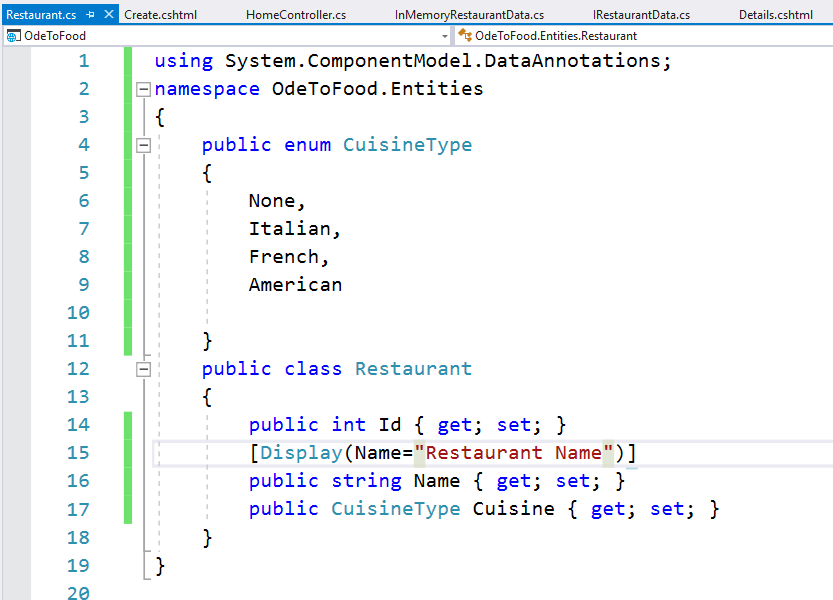 Restaurant.cs Create.cshtml HomeController.cs InMemoryRestaurantData.cs IRestaurantData.cs Details.cshtml
OdeToFood OdeToFood.Entities.Restaurant
1 using System.ComponentModel.DataAnnotations;
2 namespace OdeToFood.Entities
3 {
4 public enum CuisineType
5 {
6 None,
7 Italian,
8 French,
9 American
10
11 }
12 public class Restaurant
13 {
14 public int Id { get; set; }
15 [Display(Name="Restaurant Name")]
16 public string Name { get; set; }
17 public CuisineType Cuisine { get; set; }
18 }
19 }
20